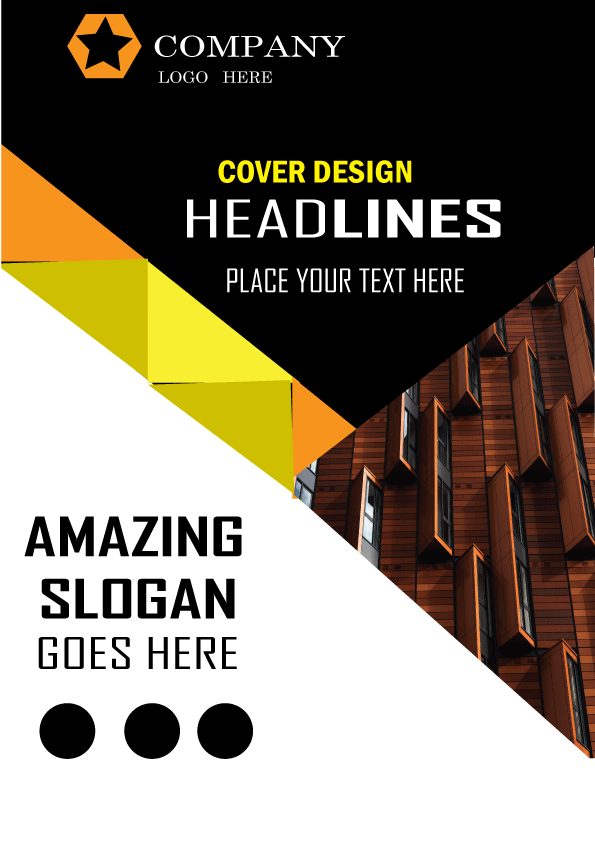 COMPANY
LOGO HERE
COVER DESIGN
HEADLINES
PLACE YOUR TEXT HERE
AMAZING
SLOGAN
GOES HERE